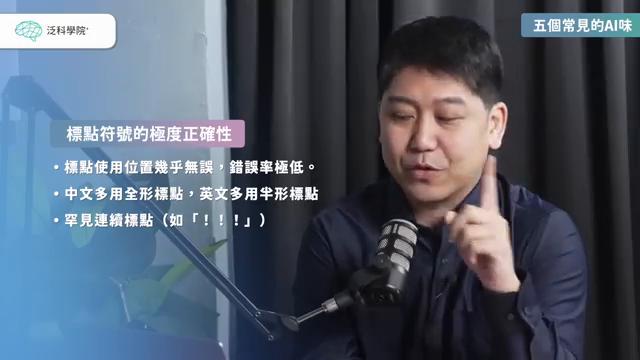 泛科學院
五個常見的AI味
標點符號的極度正確性
•標點使用位置幾乎無誤，錯誤率極低。
•中文多用全形標點，英文多用半形標點
•罕見連續標點（如「！！！」）